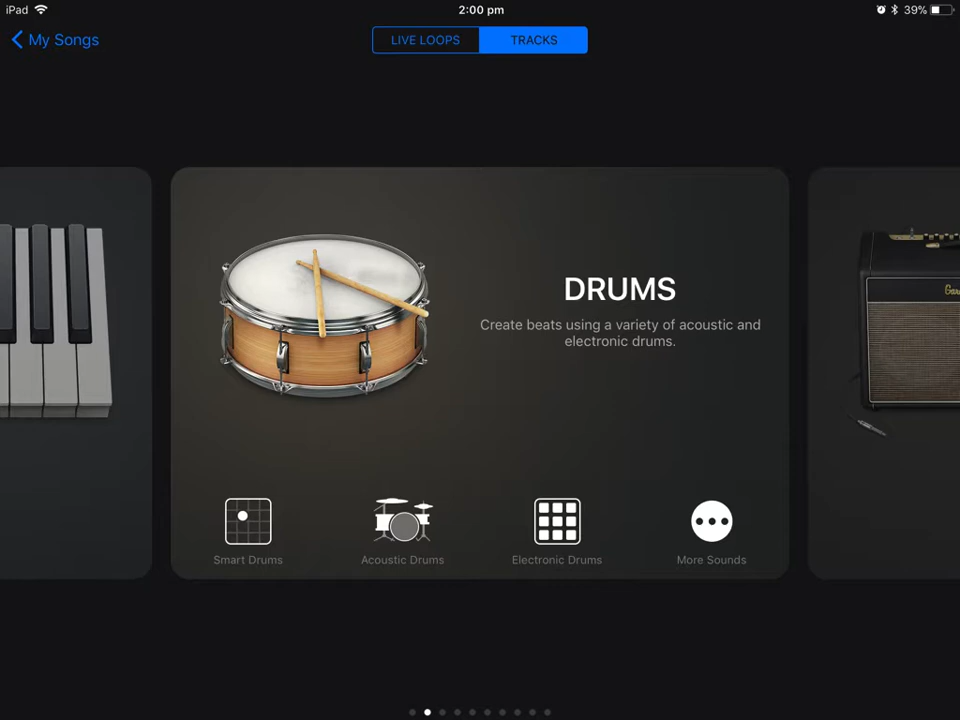 iPad 2:00 pm 39%
My Songs LIVE LOOPS TRACKS
DRUMS
Create beats using a variety of acoustic and
electronic drums.
Smart Drums Acoustic Drums Electronic Drums More Sounds